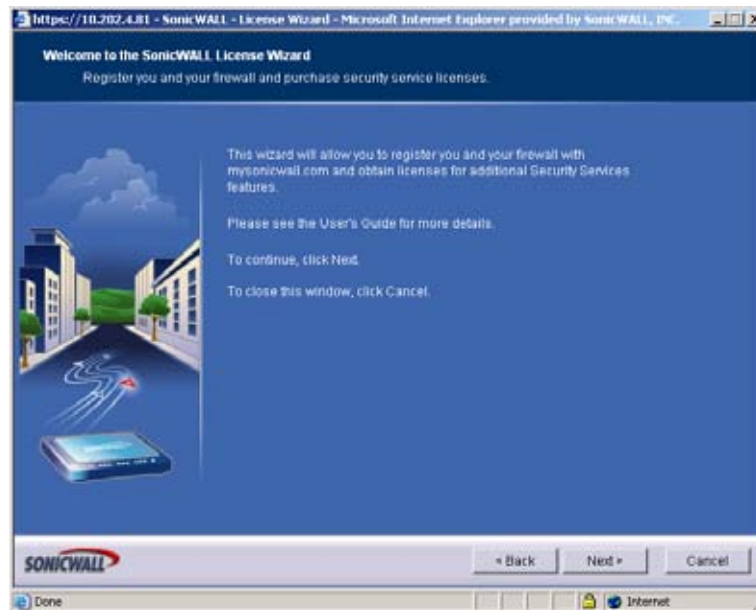 https://10.202.4.81 - SonicWALL - License Wizard - Microsoft Internet Explorer provided by SonicWALL, INC.
Welcome to the SonicWALL License Wizard
Register you and your firewall and purchase security service licenses.
This wizard will allow you to register you and your firewall with
mysonicwall.com and obtain licenses for additional Security Services
features.
Please see the User's Guide for more details.
To continue, click Next.
To close this window, click Cancel.
SONICWALL
< Back
Next >
Cancel
Done
Internet